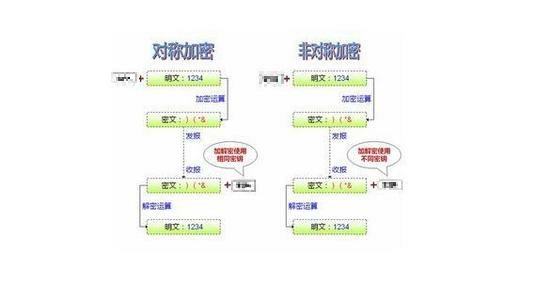 对称加密
明文：1234
加密运算
密文：）（*&
发报
加解密使用
相同密钥
收报
密文：）（*&
解密运算
明文：1234
非对称加密
明文：1234
加密运算
密文：）（*&
发报
加解密使用
不同密钥
收报
密文：）（*&
解密运算
明文：1234